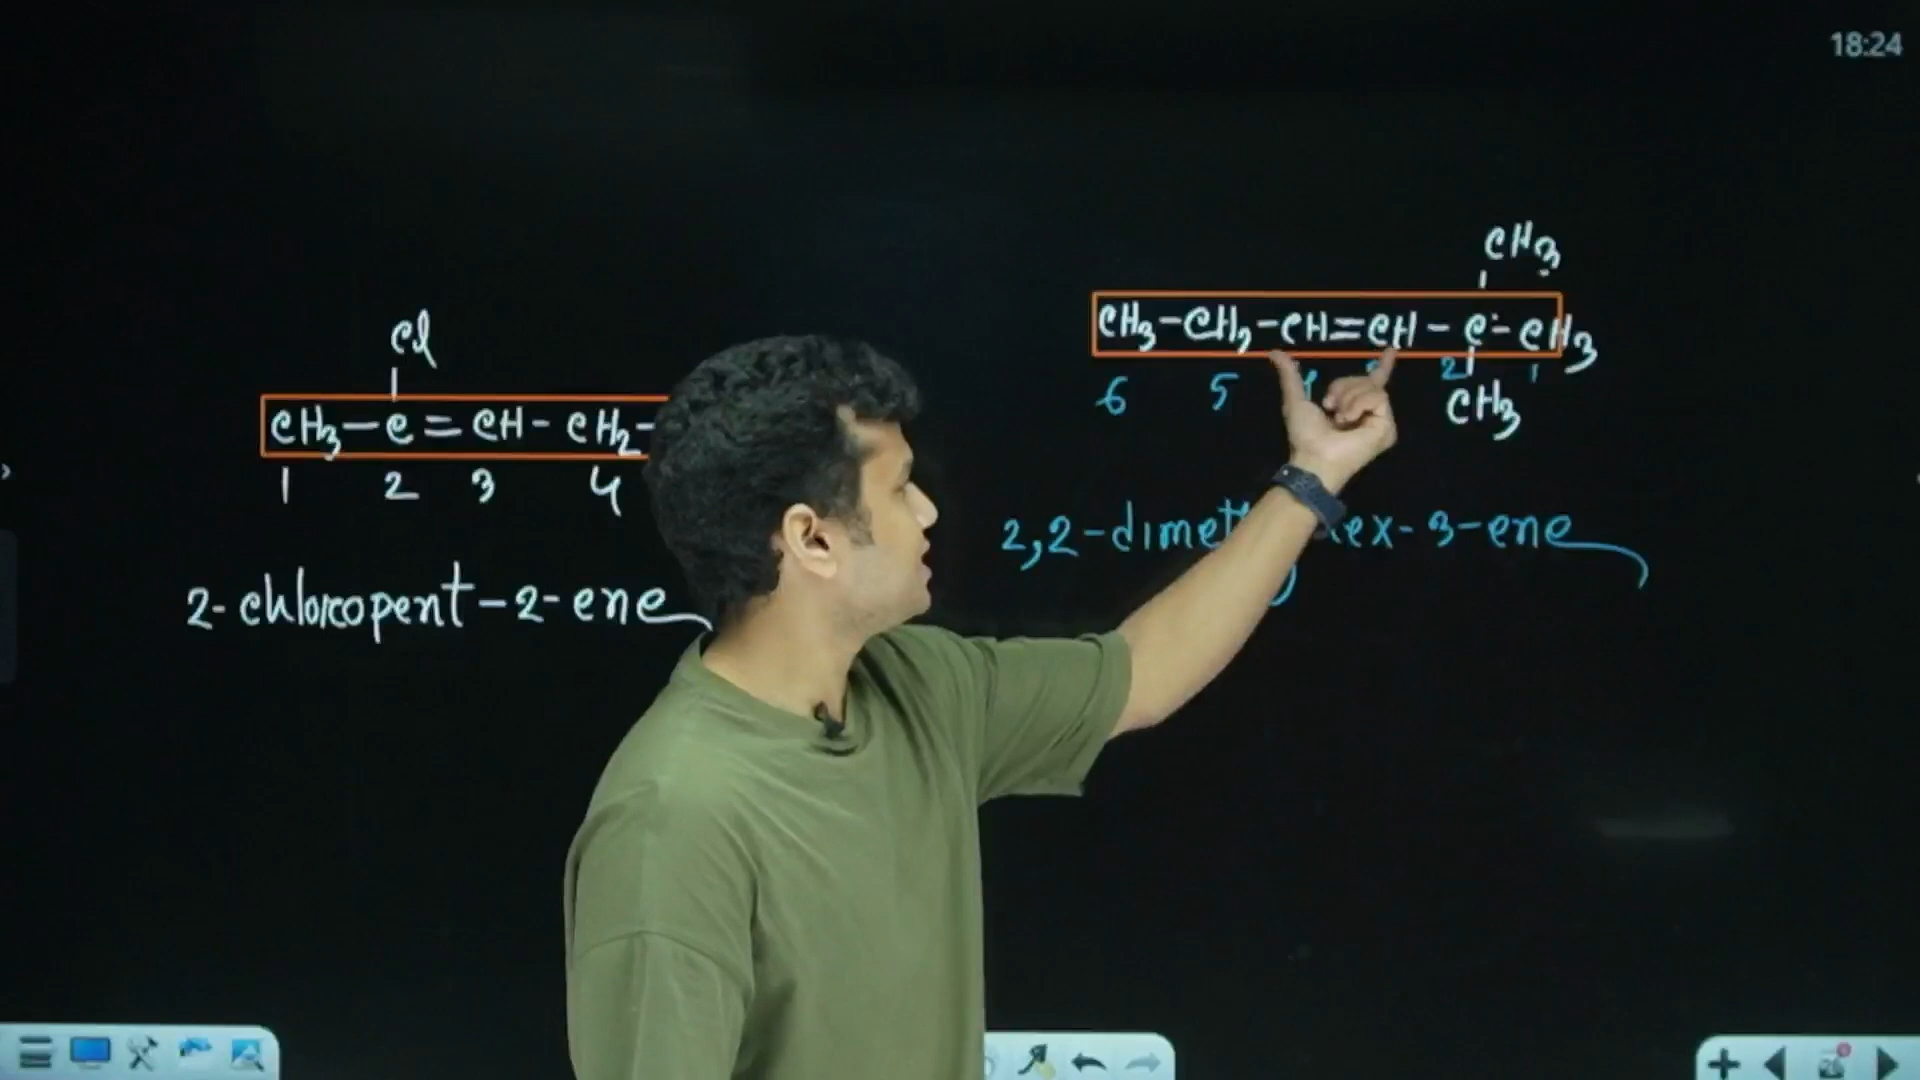 18:24
Cl
CH3-C=CH-CH2-
1 2 3 4
2-chloropent-2-ene
CH3
CH3-CH2-CH=CH-C-CH3
6 5 2 1
CH3
2,2-dimet ex-3-ene